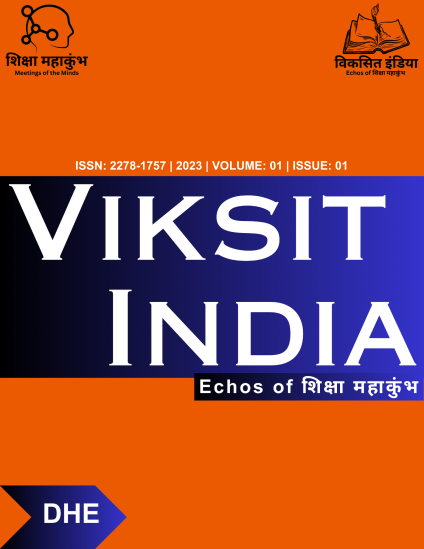 शिक्षा महाकुंभ
Meetings of the Minds
विकसित इंडिया
Echos of शिक्षा महाकुंभ
ISSN: 2278-1757 | 2023 | VOLUME: 01 | ISSUE: 01
VIKSIT
INDIA
Echos of शिक्षा महाकुंभ
DHE